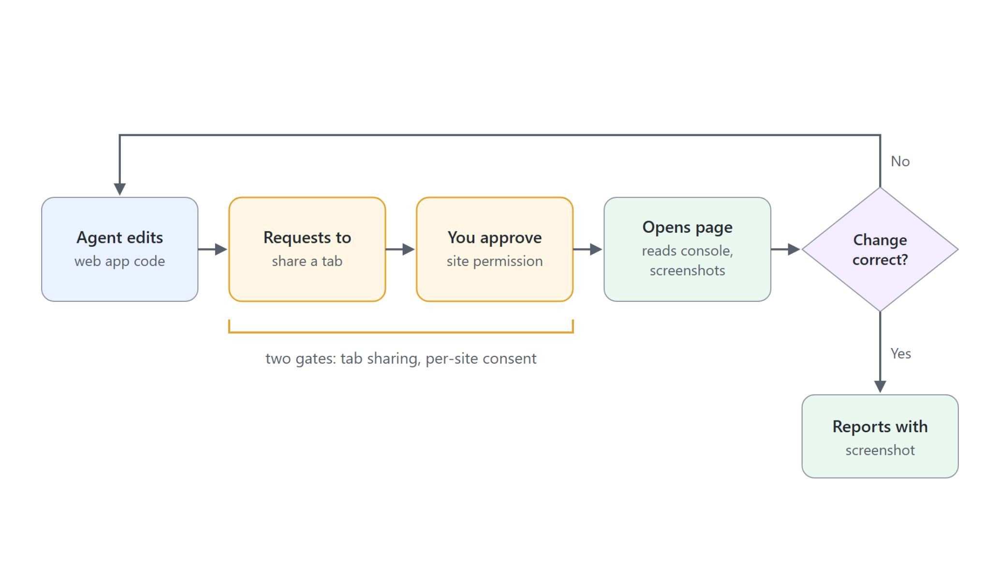 No
Agent edits
web app code
Requests to
share a tab
You approve
site permission
Opens page
reads console,
screenshots
Change
correct?
two gates: tab sharing, per-site consent
Yes
Reports with
screenshot